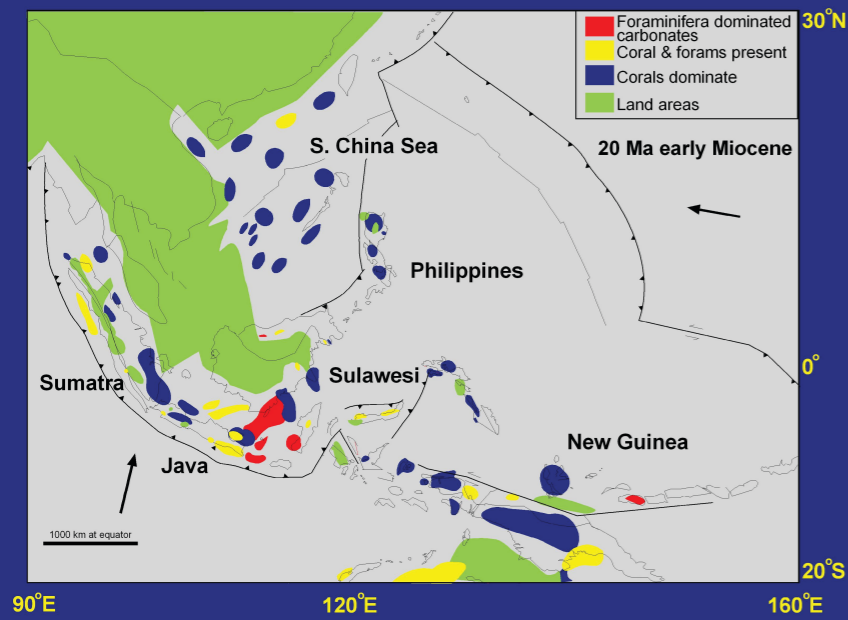 30°N
Foraminifera dominated
carbonates
Coral & forams present
Corals dominate
Land areas
S. China Sea
20 Ma early Miocene
Philippines
0°
Sumatra
Sulawesi
New Guinea
Java
1000 km at equator
20°S
90°E
120°E
160°E